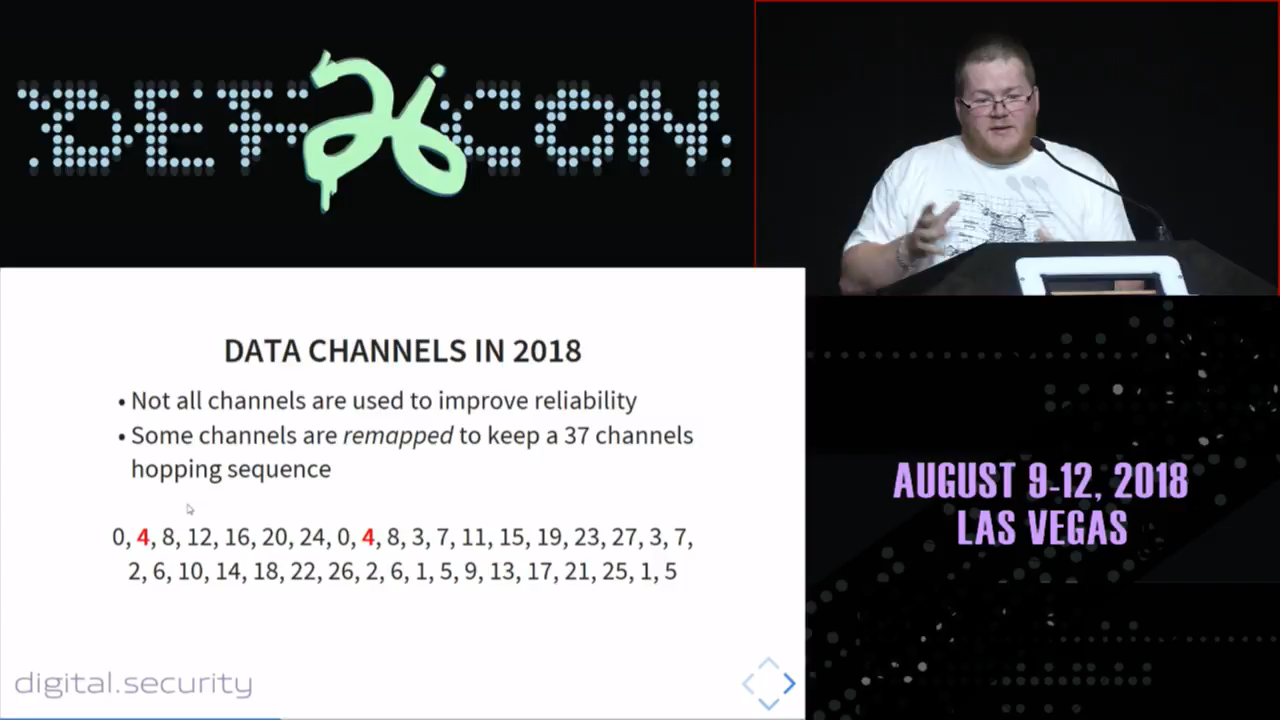 DEF 26 CON
DATA CHANNELS IN 2018
• Not all channels are used to improve reliability
• Some channels are remapped to keep a 37 channels
hopping sequence
0, 4, 8, 12, 16, 20, 24, 0, 4, 8, 3, 7, 11, 15, 19, 23, 27, 3, 7,
2, 6, 10, 14, 18, 22, 26, 2, 6, 1, 5, 9, 13, 17, 21, 25, 1, 5
digital.security
AUGUST 9-12, 2018
LAS VEGAS